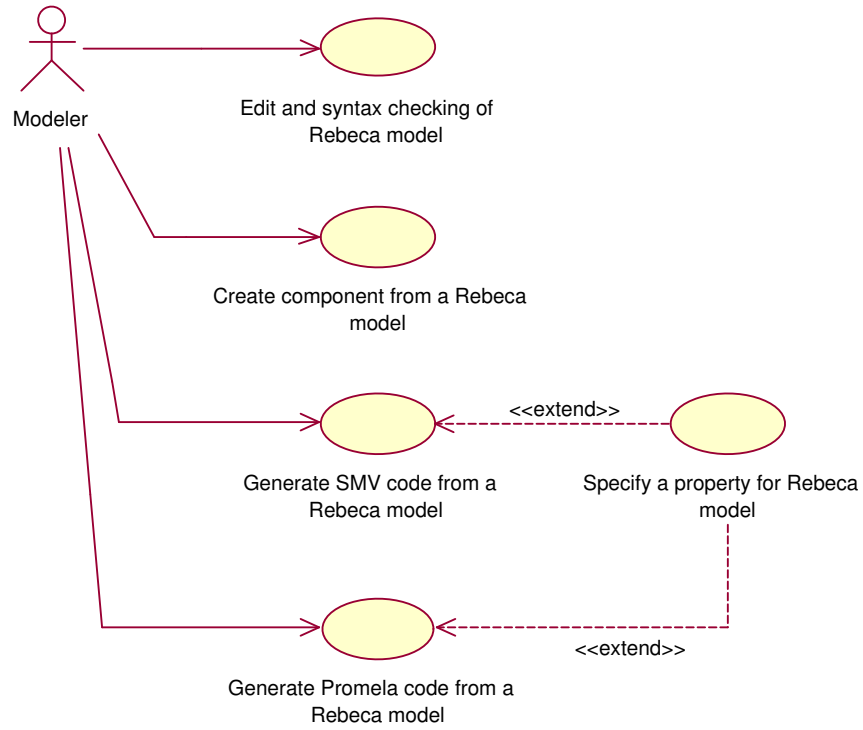 Modeler
Edit and syntax checking of
Rebeca model
Create component from a Rebeca
model
<<extend>>
Generate SMV code from a
Rebeca model
Specify a property for Rebeca
model
<<extend>>
Generate Promela code from a
Rebeca model